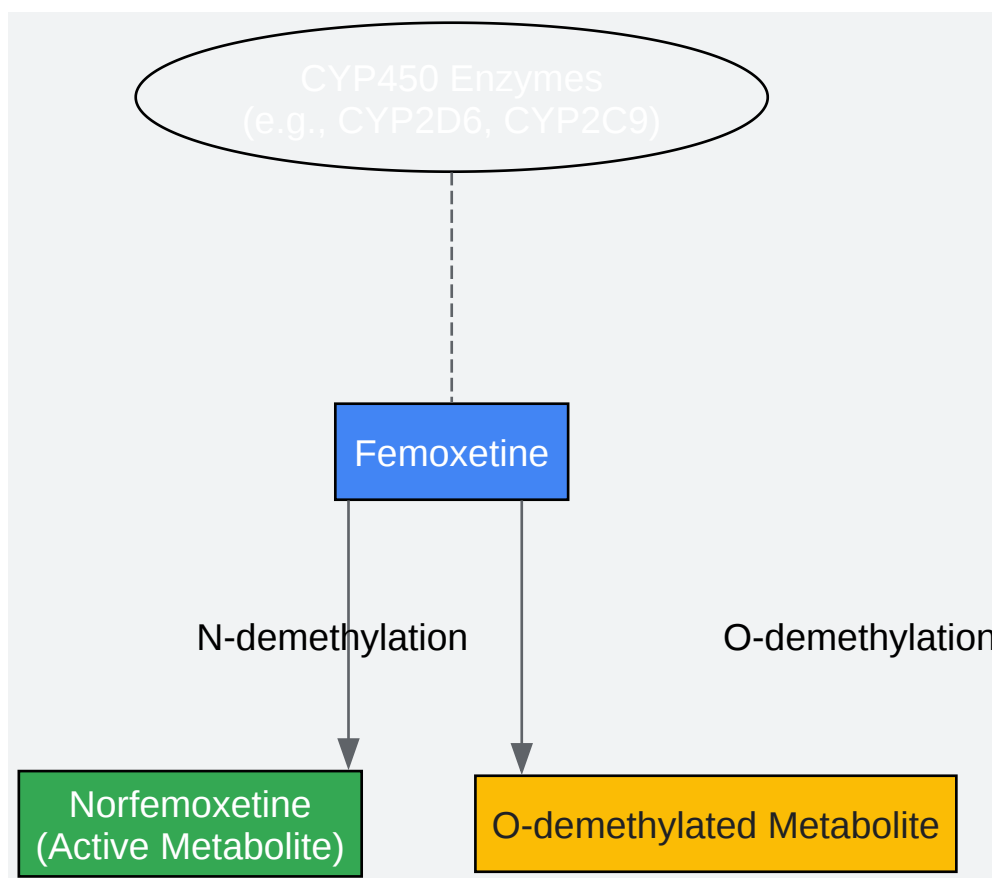 CYP450 Enzymes
(e.g., CYP2D6, CYP2C9)
Femoxetine
N-demethylation
O-demethylation
Norfemoxetine
(Active Metabolite)
O-demethylated Metabolite